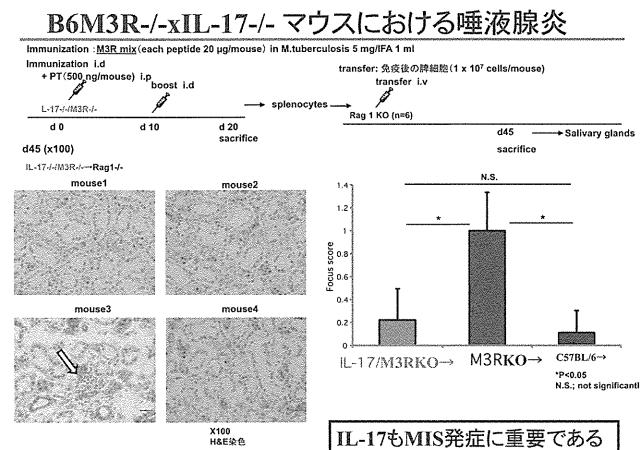 B6M3R-/-xIL-17-/- マウスにおける唾液腺炎
Immunization :M3R mix(each peptide 20 μg/mouse) in M.tuberculosis 5 mg/IFA 1 ml
Immunization i.d
+ PT(500 ng/mouse) i.p
boost i.d
L-17-/-/M3R-/-
d 0
d 10
d 20
sacrifice
splenocytes
transfer: 免疫後の脾細胞(1 x 10⁷ cells/mouse)
transfer i.v
Rag 1 KO (n=6)
d45
sacrifice
Salivary glands
d45 (x100)
IL-17-/-/M3R-/-→Rag1-/-
mouse1
mouse2
mouse3
mouse4
X100
H&E染色
N.S.
*
*
Focus score
1.4
1.2
1
0.8
0.6
0.4
0.2
0
IL-17/M3RKO→
M3RKO→
C57BL/6→
*P<0.05
N.S.; not significantl
IL-17もMIS発症に重要である